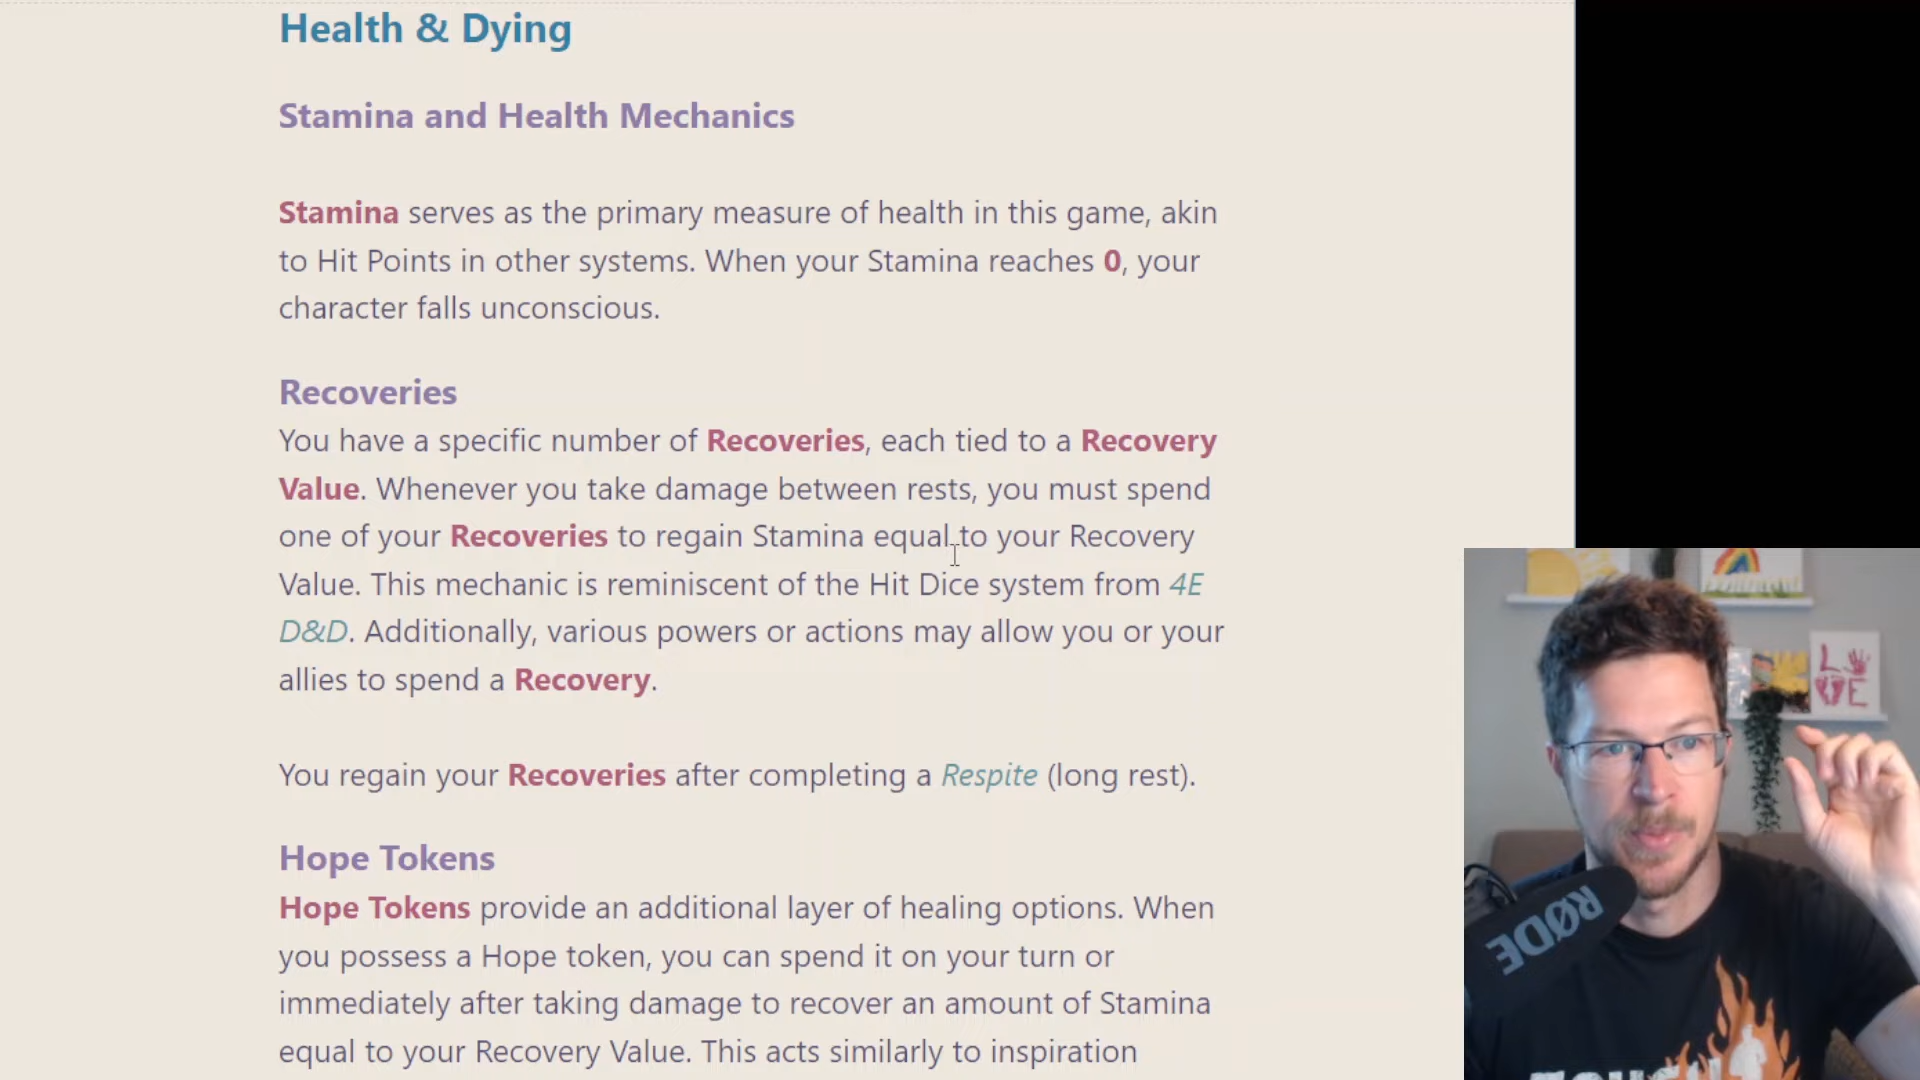 Health & Dying
Stamina and Health Mechanics
Stamina serves as the primary measure of health in this game, akin
to Hit Points in other systems. When your Stamina reaches 0, your
character falls unconscious.
Recoveries
You have a specific number of Recoveries, each tied to a Recovery
Value. Whenever you take damage between rests, you must spend
one of your Recoveries to regain Stamina equal to your Recovery
Value. This mechanic is reminiscent of the Hit Dice system from 4E
D&D. Additionally, various powers or actions may allow you or your
allies to spend a Recovery.
You regain your Recoveries after completing a Respite (long rest).
Hope Tokens
Hope Tokens provide an additional layer of healing options. When
you possess a Hope token, you can spend it on your turn or
immediately after taking damage to recover an amount of Stamina
equal to your Recovery Value. This acts similarly to inspiration
RØDE